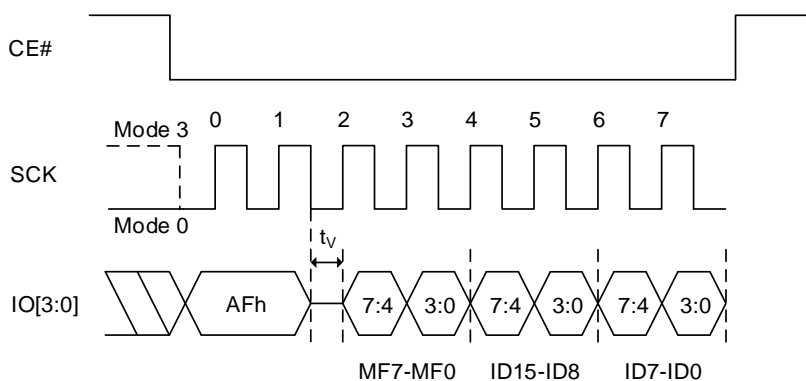 CE#
Mode 3 0 1 2 3 4 5 6 7
SCK
Mode 0
tV
IO[3:0] AFh 7:4 3:0 7:4 3:0 7:4 3:0
MF7-MF0 ID15-ID8 ID7-ID0